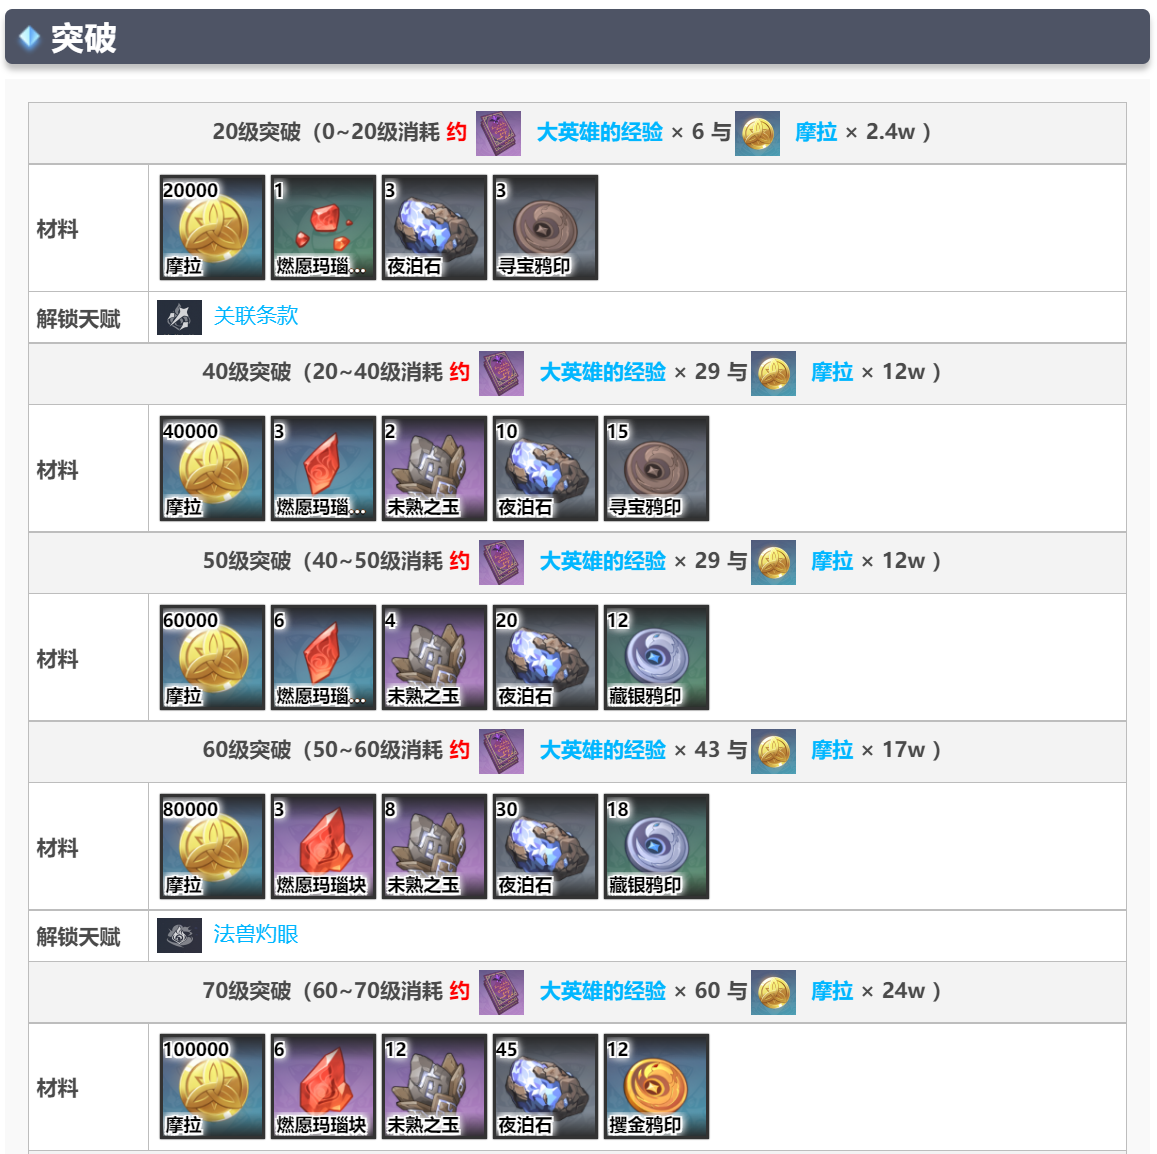 突破
20级突破（0~20级消耗 约 大英雄的经验 × 6 与 摩拉 × 2.4w ）
材料
20000 1 3 3
摩拉 燃愿玛瑙... 夜泊石 寻宝鸦印
解锁天赋 关联条款
40级突破（20~40级消耗 约 大英雄的经验 × 29 与 摩拉 × 12w ）
材料
40000 3 2 10 15
摩拉 燃愿玛瑙... 未熟之玉 夜泊石 寻宝鸦印
50级突破（40~50级消耗 约 大英雄的经验 × 29 与 摩拉 × 12w ）
材料
60000 6 4 20 12
摩拉 燃愿玛瑙... 未熟之玉 夜泊石 藏银鸦印
60级突破（50~60级消耗 约 大英雄的经验 × 43 与 摩拉 × 17w ）
材料
80000 3 8 30 18
摩拉 燃愿玛瑙块 未熟之玉 夜泊石 藏银鸦印
解锁天赋 法兽灼眼
70级突破（60~70级消耗 约 大英雄的经验 × 60 与 摩拉 × 24w ）
材料
100000 6 12 45 12
摩拉 燃愿玛瑙块 未熟之玉 夜泊石 攫金鸦印